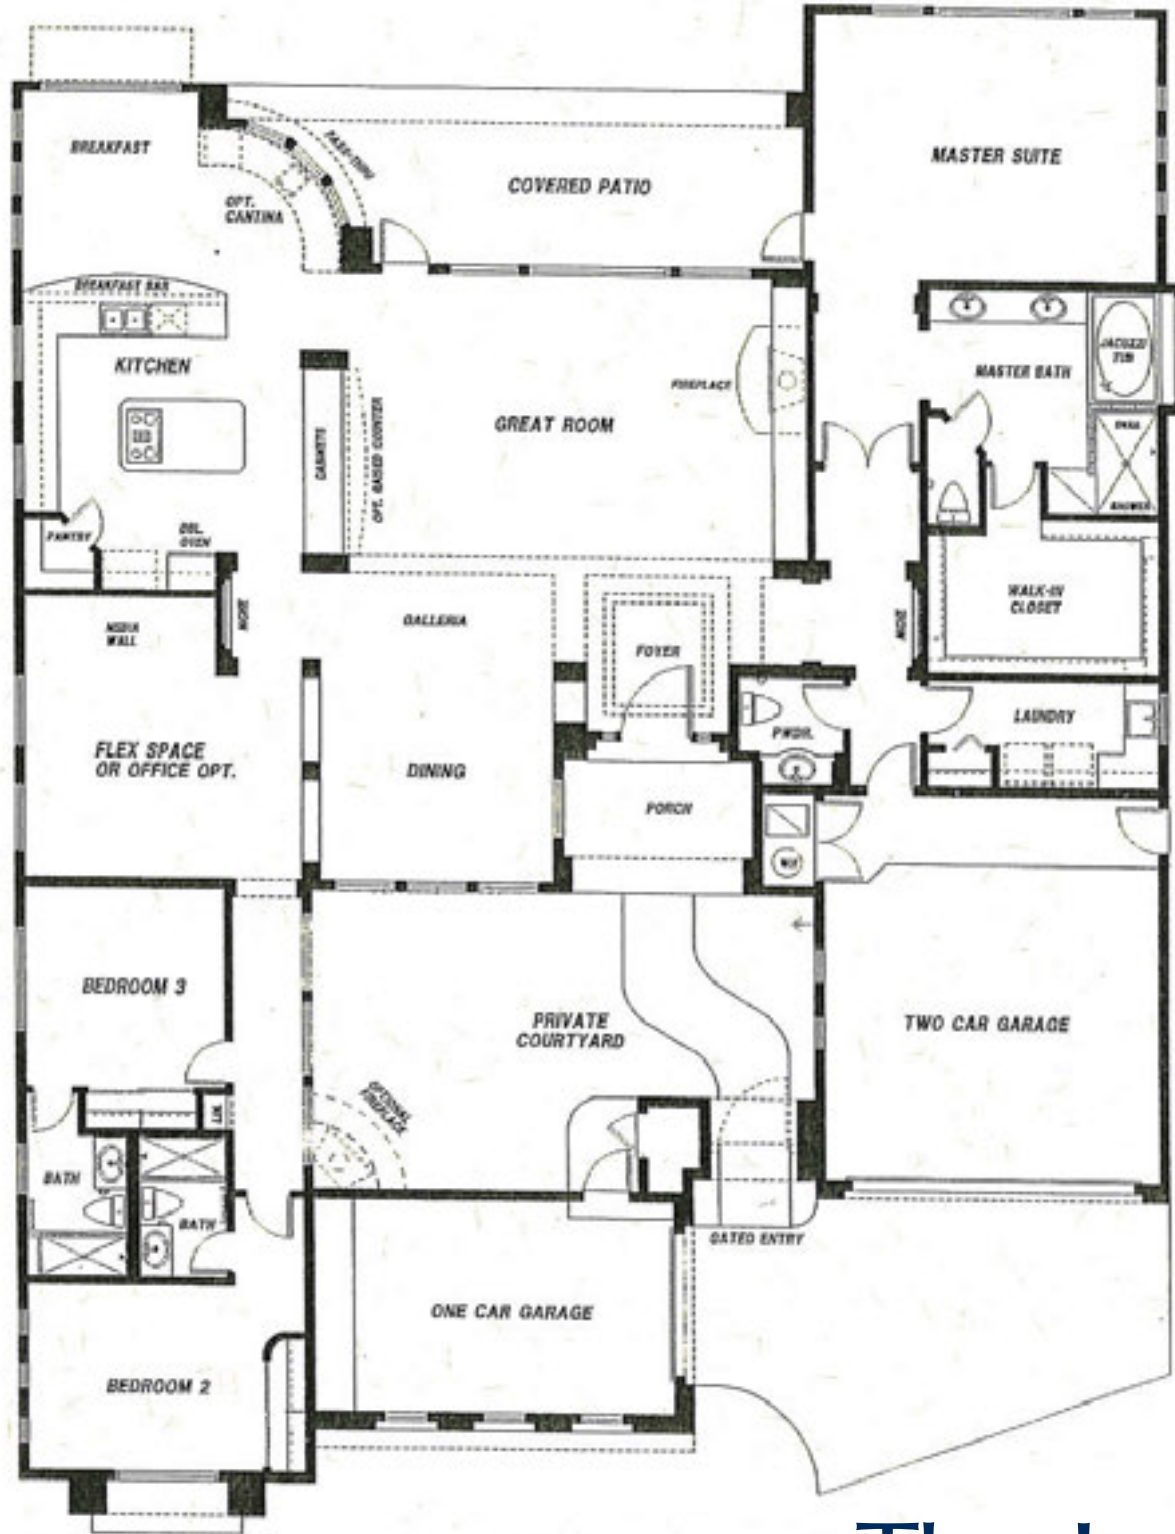 BREAKFAST
PASS-THRU
OPT.
CANTINA
COVERED PATIO
MASTER SUITE
BREAKFAST BAR
KITCHEN
CABINETS
OPT. RAISED COUNTER
GREAT ROOM
FIREPLACE
MASTER BATH
JACUZZI
TUB
SHOWER
PANTRY
DBL.
OVEN
NICHE
MEDIA
WALL
GALLERIA
FOYER
NICHE
WALK-IN
CLOSET
FLEX SPACE
OR OFFICE OPT.
DINING
PWDR.
LAUNDRY
PORCH
BEDROOM 3
PRIVATE
COURTYARD
TWO CAR GARAGE
OPTIONAL
FIREPLACE
BATH
BATH
GATED ENTRY
ONE CAR GARAGE
BEDROOM 2